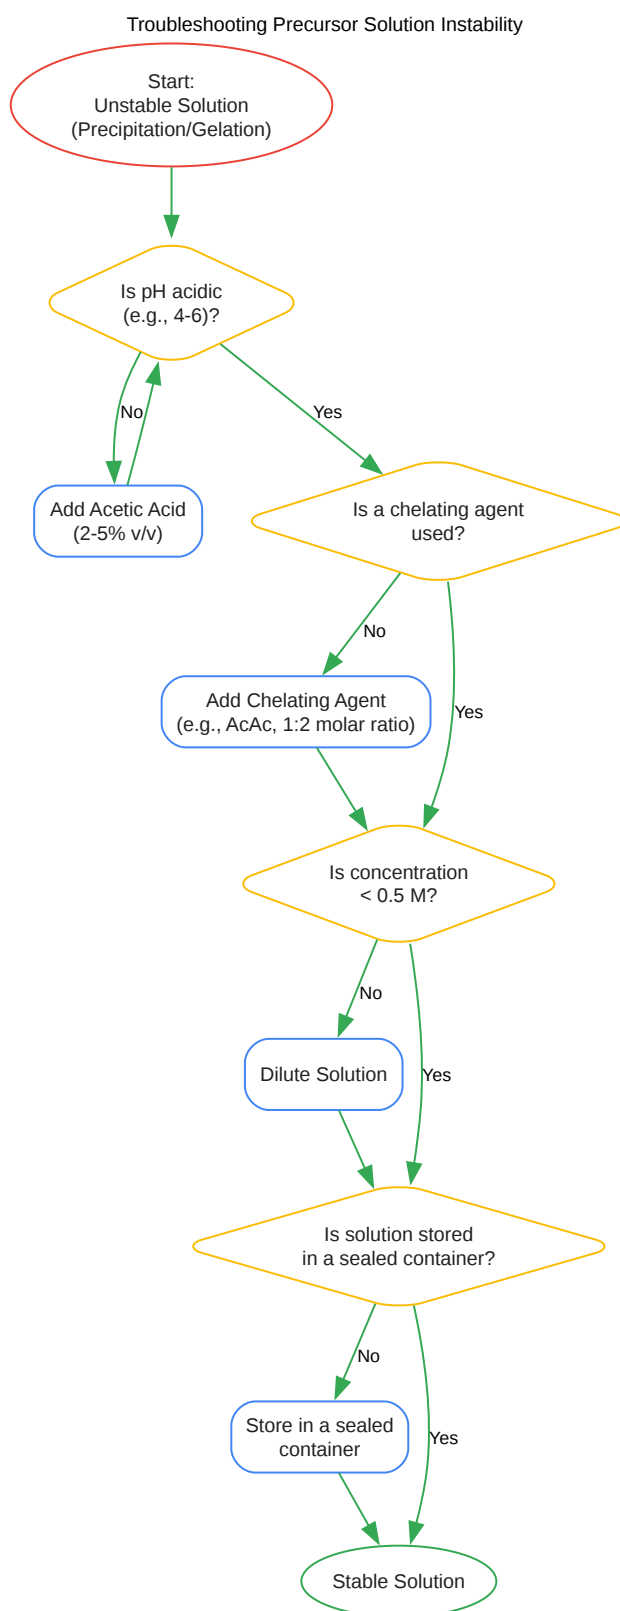 Troubleshooting Precursor Solution Instability
Start:
Unstable Solution
(Precipitation/Gelation)
Is pH acidic
(e.g., 4-6)?
No
Yes
Add Acetic Acid
(2-5% v/v)
Is a chelating agent
used?
No
Yes
Add Chelating Agent
(e.g., AcAc, 1:2 molar ratio)
Is concentration
< 0.5 M?
No
Yes
Dilute Solution
Is solution stored
in a sealed container?
No
Yes
Store in a sealed
container
Stable Solution